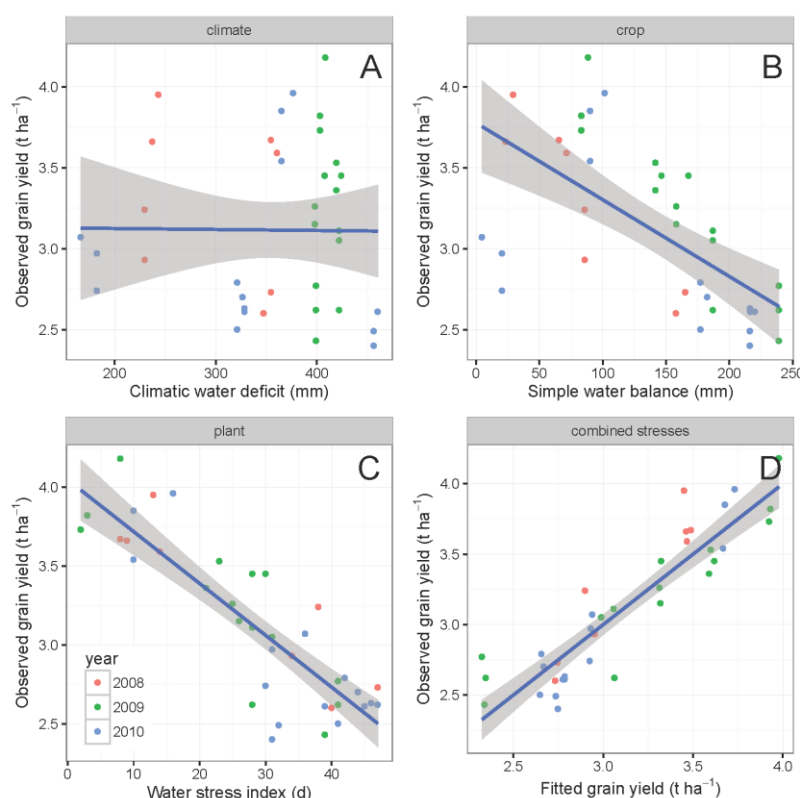 climate
A
Observed grain yield (t ha⁻¹)
4.0
3.5
3.0
2.5
200
300
400
Climatic water deficit (mm)
crop
B
Observed grain yield (t ha⁻¹)
4.0
3.5
3.0
2.5
0
50
100
150
200
250
Simple water balance (mm)
plant
C
Observed grain yield (t ha⁻¹)
4.0
3.5
3.0
2.5
year
2008
2009
2010
0
10
20
30
40
Water stress index (d)
combined stresses
D
Observed grain yield (t ha⁻¹)
4.0
3.5
3.0
2.5
2.5
3.0
3.5
4.0
Fitted grain yield (t ha⁻¹)